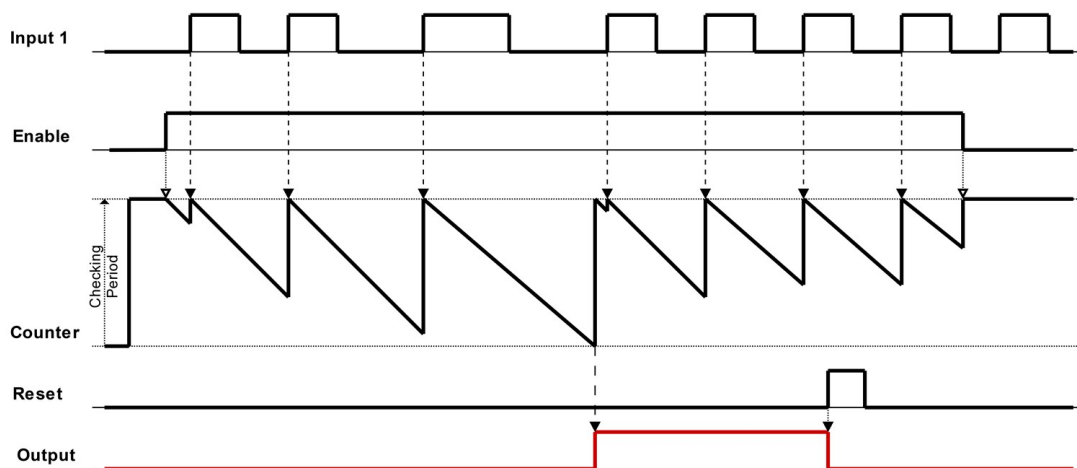 Input 1
Enable
Checking
Period
Counter
Reset
Output